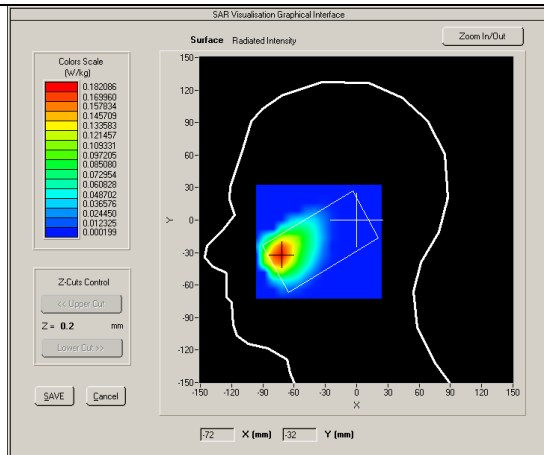 SAR Visualisation Graphical Interface
Surface Radiated Intensity
Zoom In/Out
Colors Scale
(W/kg)
0.182086
0.169960
0.157834
0.145709
0.133583
0.121457
0.109331
0.097205
0.085080
0.072954
0.060828
0.048702
0.036576
0.024450
0.012325
0.000199
Z-Cuts Control
<< Upper Cut
Z = 0.2 mm
Lower Cut >>
SAVE
Cancel
150-
120-
90-
60-
30-
0-
-30-
-60-
-90-
-120-
-150-
Y
-150 -120 -90 -60 -30 0 30 60 90 120 150
X
-72 X (mm) -32 Y (mm)